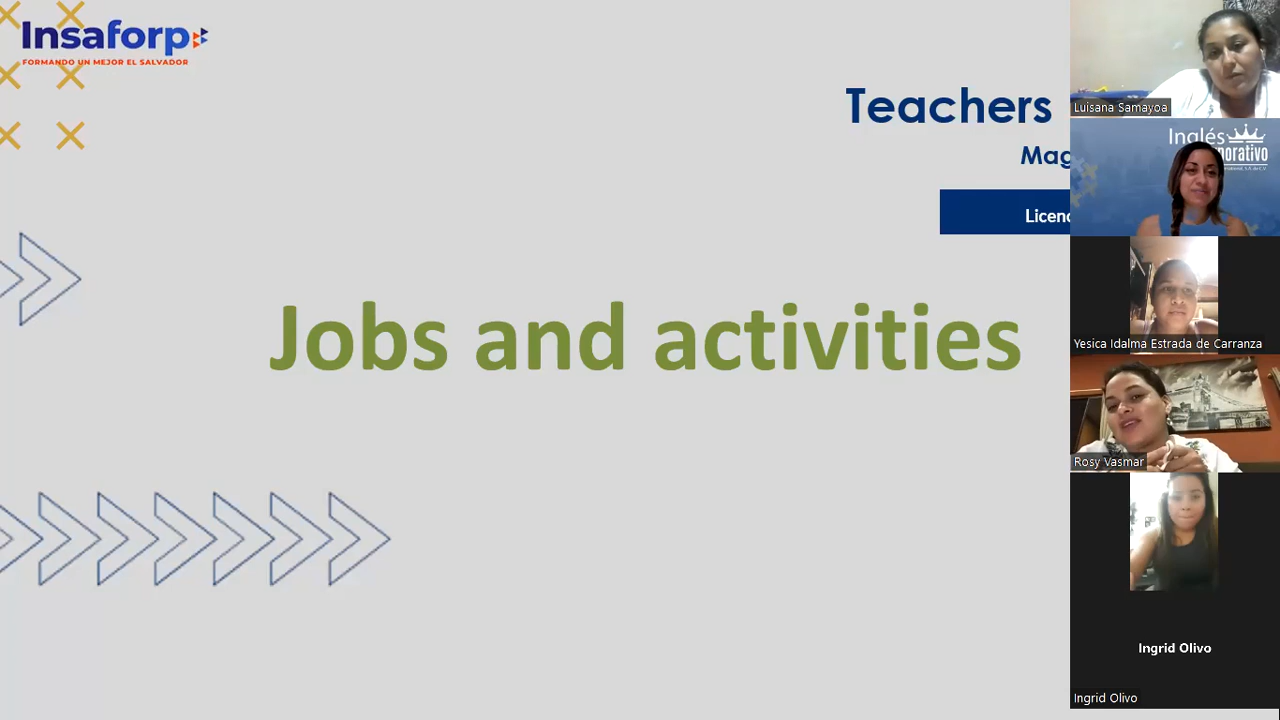 Insaforp
FORMANDO UN MEJOR EL SALVADOR
Teachers
Mag
Licenc
Jobs and activities
Luisana Samayoa
Inglés
orativo
Yesica Idalma Estrada de Carranza
Rosy Vasmar
Ingrid Olivo
Ingrid Olivo